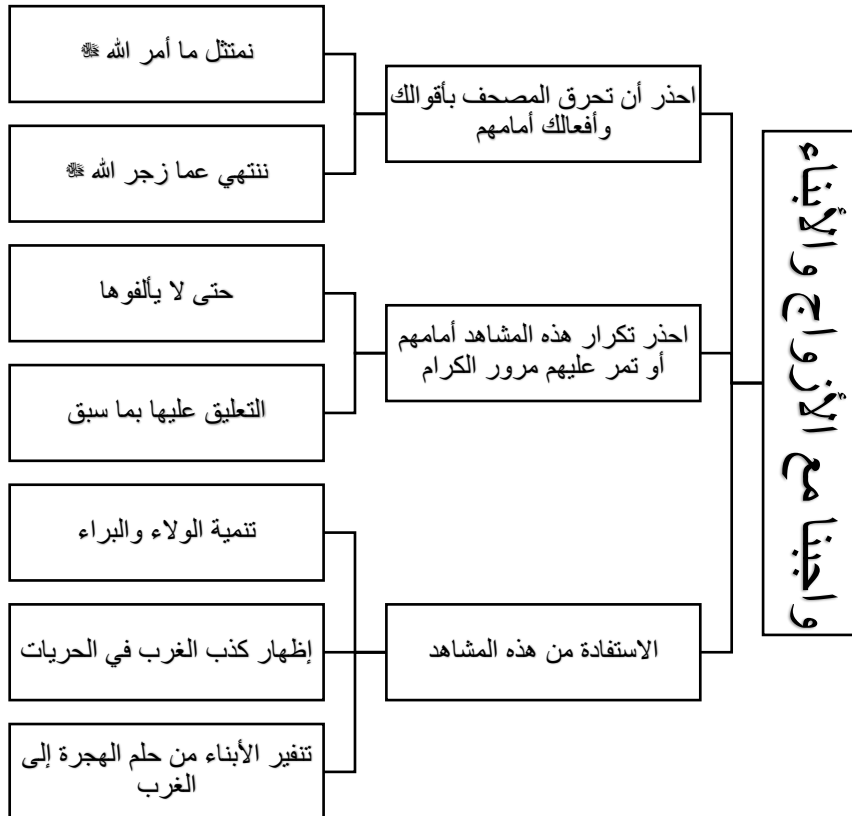 واجبنا مع الأزواج والأبناء
احذر أن تحرق المصحف بأقوالك
وأفعالك أمامهم
نمتثل ما أمر الله ﷻ
ننتهي عما زجر الله ﷻ
احذر تكرار هذه المشاهد أمامهم
أو تمر عليهم مرور الكرام
حتى لا يألفوها
التعليق عليها بما سبق
الاستفادة من هذه المشاهد
تنمية الولاء والبراء
إظهار كذب الغرب في الحريات
تنفير الأبناء من حلم الهجرة إلى
الغرب